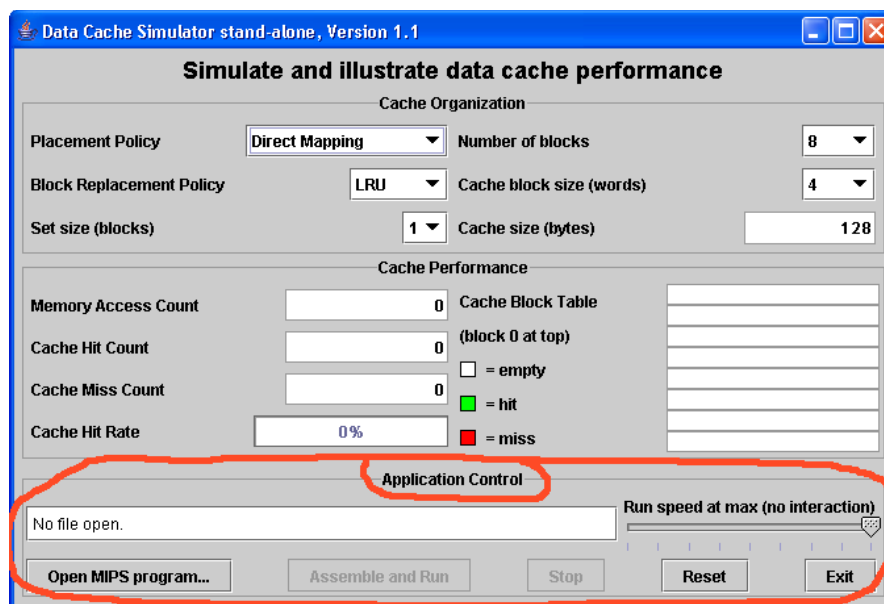 Data Cache Simulator stand-alone, Version 1.1
Simulate and illustrate data cache performance
Cache Organization
Placement Policy Direct Mapping Number of blocks 8
Block Replacement Policy LRU Cache block size (words) 4
Set size (blocks) 1 Cache size (bytes) 128
Cache Performance
Memory Access Count 0 Cache Block Table
Cache Hit Count 0 (block 0 at top)
= empty
Cache Miss Count 0 = hit
Cache Hit Rate 0% = miss
Application Control
No file open. Run speed at max (no interaction)
Open MIPS program... Assemble and Run Stop Reset Exit